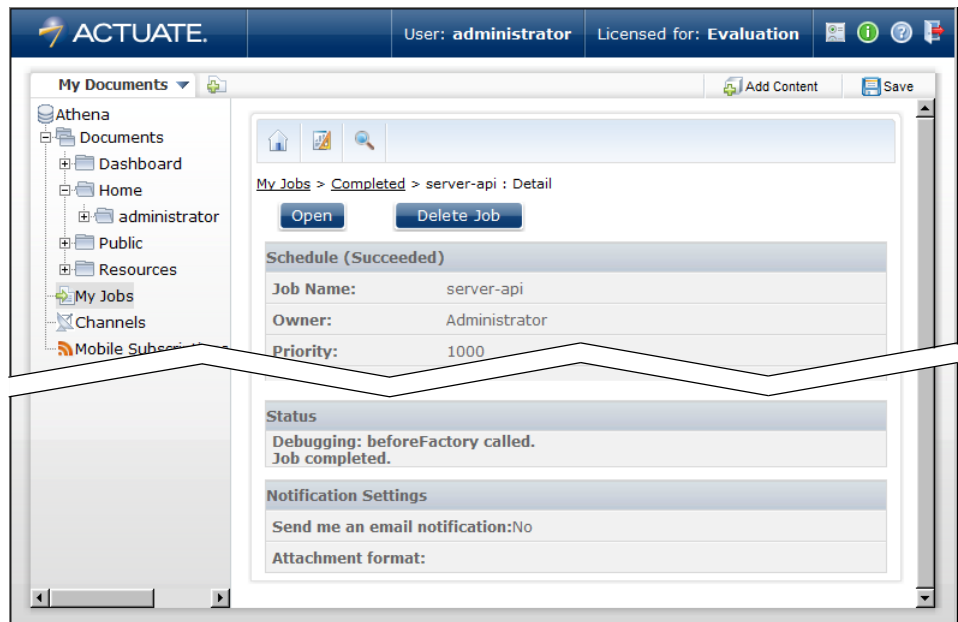 ACTUATE.
User: administrator
Licensed for: Evaluation
My Documents
Add Content
Save
Athena
Documents
Dashboard
Home
administrator
Public
Resources
My Jobs
Channels
Mobile Subscriptions
My Jobs > Completed > server-api : Detail
Open
Delete Job
Schedule (Succeeded)
Job Name: server-api
Owner: Administrator
Priority: 1000
Status
Debugging: beforeFactory called.
Job completed.
Notification Settings
Send me an email notification:No
Attachment format: